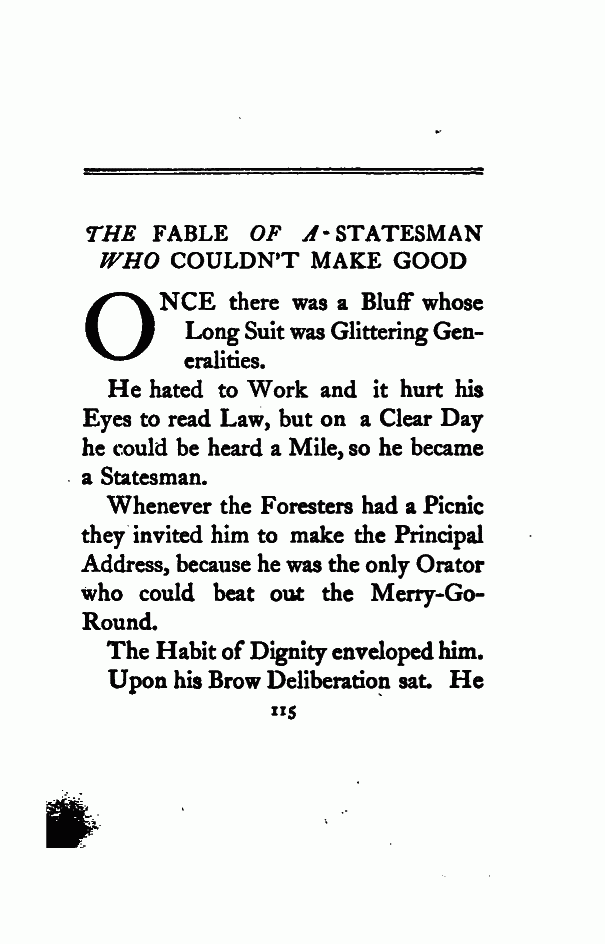 THE FABLE OF A STATESMAN
WHO COULDN'T MAKE GOOD
ONCE there was a Bluff whose
Long Suit was Glittering Gen-
eralities.
He hated to Work and it hurt his
Eyes to read Law, but on a Clear Day
he could be heard a Mile, so he became
a Statesman.
Whenever the Foresters had a Picnic
they invited him to make the Principal
Address, because he was the only Orator
who could beat out the Merry-Go-
Round.
The Habit of Dignity enveloped him.
Upon his Brow Deliberation sat. He
115